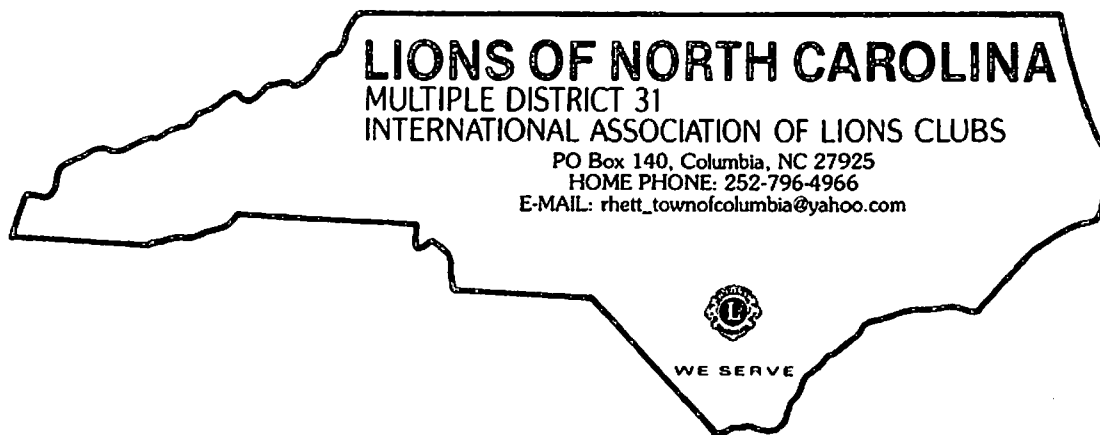 LIONS OF NORTH CAROLINA
MULTIPLE DISTRICT 31
INTERNATIONAL ASSOCIATION OF LIONS CLUBS
PO Box 140, Columbia, NC 27925
HOME PHONE: 252-796-4966
E-MAIL: rhett_townofcolumbia@yahoo.com
L
WE SERVE